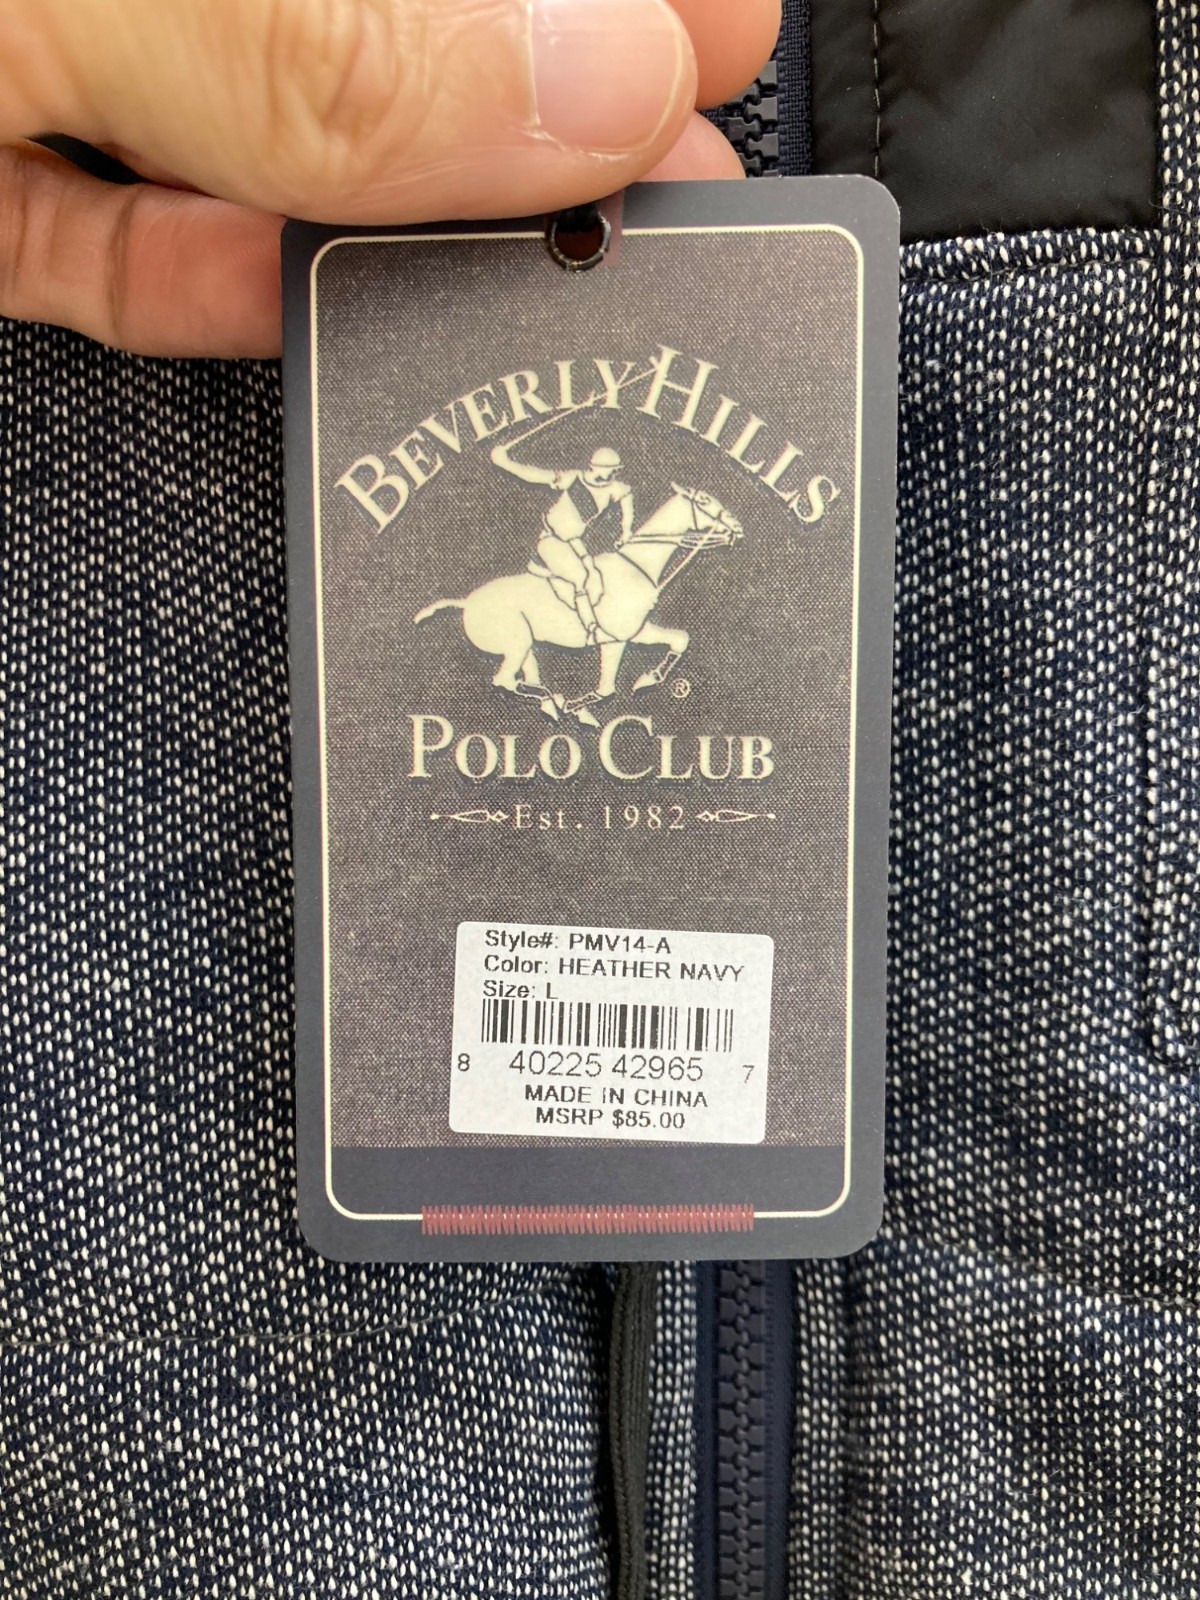 BEVERLY HILLS
®
POLO CLUB
Est. 1982
Style#: PMV14-A
Color: HEATHER NAVY
Size: L
8 40225 42965 7
MADE IN CHINA
MSRP $85.00